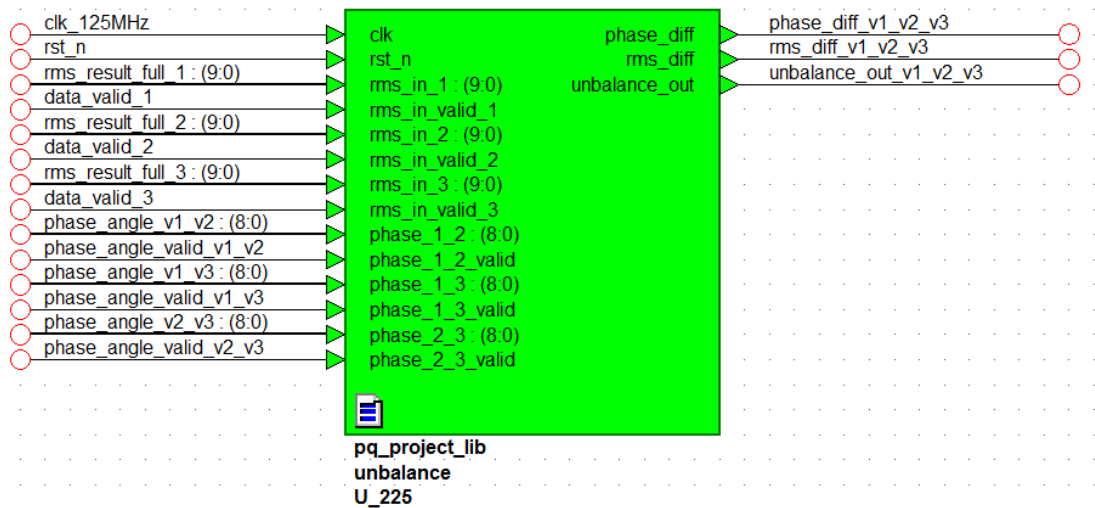 clk_125MHz
rst_n
rms_result_full_1 : (9:0)
data_valid_1
rms_result_full_2 : (9:0)
data_valid_2
rms_result_full_3 : (9:0)
data_valid_3
phase_angle_v1_v2 : (8:0)
phase_angle_valid_v1_v2
phase_angle_v1_v3 : (8:0)
phase_angle_valid_v1_v3
phase_angle_v2_v3 : (8:0)
phase_angle_valid_v2_v3
clk
rst_n
rms_in_1 : (9:0)
rms_in_valid_1
rms_in_2 : (9:0)
rms_in_valid_2
rms_in_3 : (9:0)
rms_in_valid_3
phase_1_2 : (8:0)
phase_1_2_valid
phase_1_3 : (8:0)
phase_1_3_valid
phase_2_3 : (8:0)
phase_2_3_valid
phase_diff
rms_diff
unbalance_out
phase_diff_v1_v2_v3
rms_diff_v1_v2_v3
unbalance_out_v1_v2_v3
pq_project_lib
unbalance
U_225